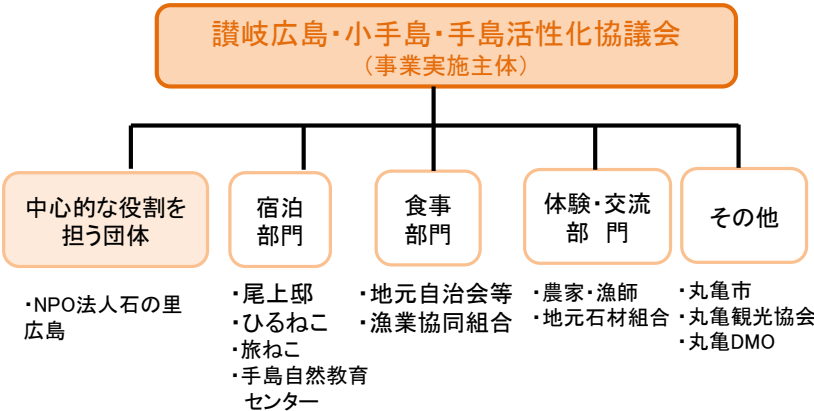 讃岐広島・小手島・手島活性化協議会
（事業実施主体）
中心的な役割を
担う団体
・NPO法人石の里
広島
宿泊
部門
・尾上邸
・ひるねこ
・旅ねこ
・手島自然教育
センター
食事
部門
・地元自治会等
・漁業協同組合
体験・交流
部　門
・農家・漁師
・地元石材組合
その他
・丸亀市
・丸亀観光協会
・丸亀DMO